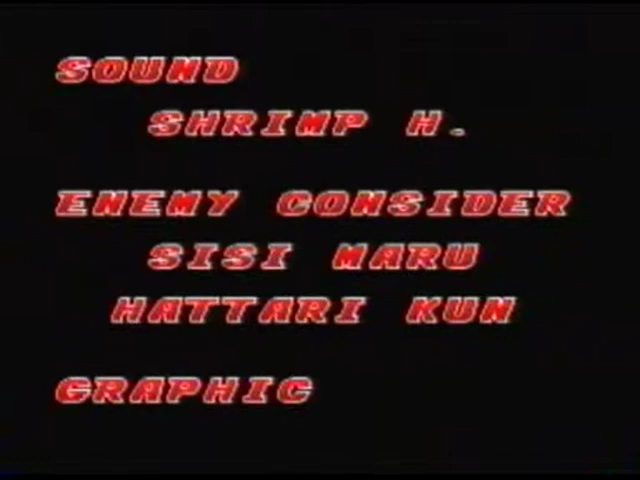 SOUND
SHRIMP H.
ENEMY CONSIDER
SISI MARU
HATTARI KUN
GRAPHIC